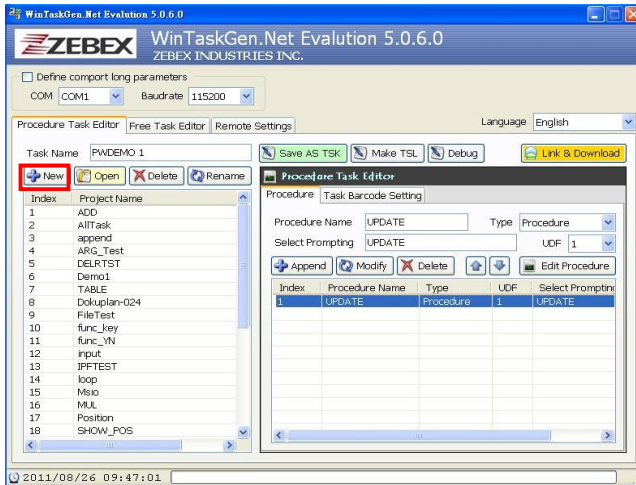 WinTaskGen.Net Evalution 5.0.6.0
ZEBEX
WinTaskGen.Net Evalution 5.0.6.0
ZEBEX INDUSTRIES INC.
Define comport long parameters
COM COM1 Baudrate 115200
Procedure Task Editor Free Task Editor Remote Settings Language English
Task Name PWDEMO 1 Save AS TSK Make TSL Debug Link & Download
New Open Delete Rename
Index Project Name
1 ADD
2 AllTask
3 append
4 ARG_Test
5 DELRTST
6 Demo1
7 TABLE
8 Dokuplan-024
9 FileTest
10 func_key
11 func_YN
12 input
13 IPFTEST
14 loop
15 Msio
16 MUL
17 Position
18 SHOW_POS
Procedure Task Editor
Procedure Task Barcode Setting
Procedure Name UPDATE Type Procedure
Select Prompting UPDATE UDF 1
Append Modify Delete Edit Procedure
Index Procedure Name Type UDF Select Prompting
1 UPDATE Procedure 1 UPDATE
2011/08/26 09:47:01